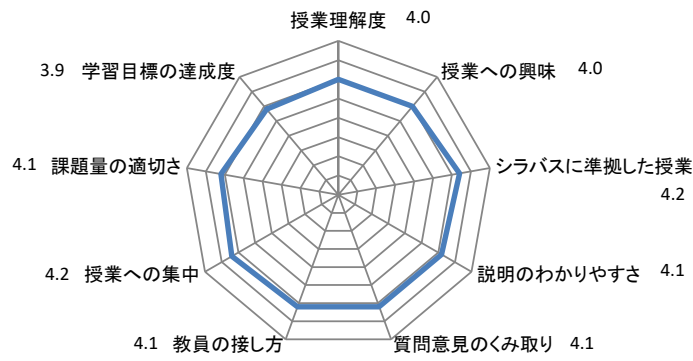 授業理解度 4.0
授業への興味 4.0
シラバスに準拠した授業
4.2
説明のわかりやすさ 4.1
質問意見のくみ取り 4.1
4.1 教員の接し方
4.2 授業への集中
4.1 課題量の適切さ
3.9 学習目標の達成度